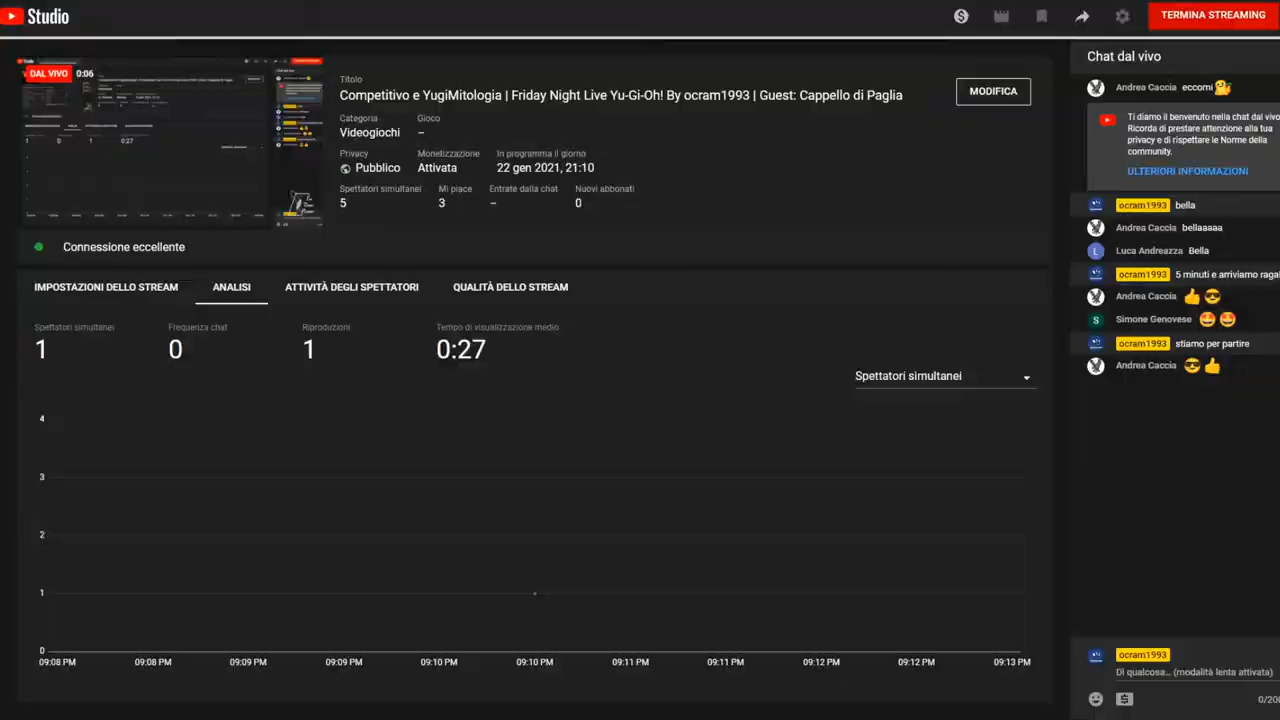 Studio
TERMINA STREAMING
DAL VIVO 0:06
Titolo
Competitivo e YugiMitologia | Friday Night Live Yu-Gi-Oh! By ocram1993 | Guest: Cappello di Paglia
MODIFICA
Categoria Gioco
Videogiochi –
Privacy Monetizzazione In programma il giorno
Pubblico Attivata 22 gen 2021, 21:10
Spettatori simultanei Mi piace Entrate dalla chat Nuovi abbonati
5 3 – 0
Connessione eccellente
IMPOSTAZIONI DELLO STREAM ANALISI ATTIVITÀ DEGLI SPETTATORI QUALITÀ DELLO STREAM
Spettatori simultanei Frequenza chat Riproduzioni Tempo di visualizzazione medio
1 0 1 0:27
Spettatori simultanei
4
3
2
1
0
09:08 PM 09:08 PM 09:09 PM 09:09 PM 09:10 PM 09:10 PM 09:11 PM 09:11 PM 09:12 PM 09:12 PM 09:13 PM
Chat dal vivo
Andrea Caccia eccomi
Ti diamo il benvenuto nella chat dal vivo
Ricorda di prestare attenzione alla tua
privacy e di rispettare le Norme della
community.
ULTERIORI INFORMAZIONI
ocram1993 bella
Andrea Caccia bellaaaaa
L Luca Andreazza Bella
ocram1993 5 minuti e arriviamo raga
Andrea Caccia 👍 😎
S Simone Genovese 🤩 🤩
ocram1993 stiamo per partire
Andrea Caccia 😎 👍
ocram1993
Di qualcosa... (modalità lenta attivata)
0/200